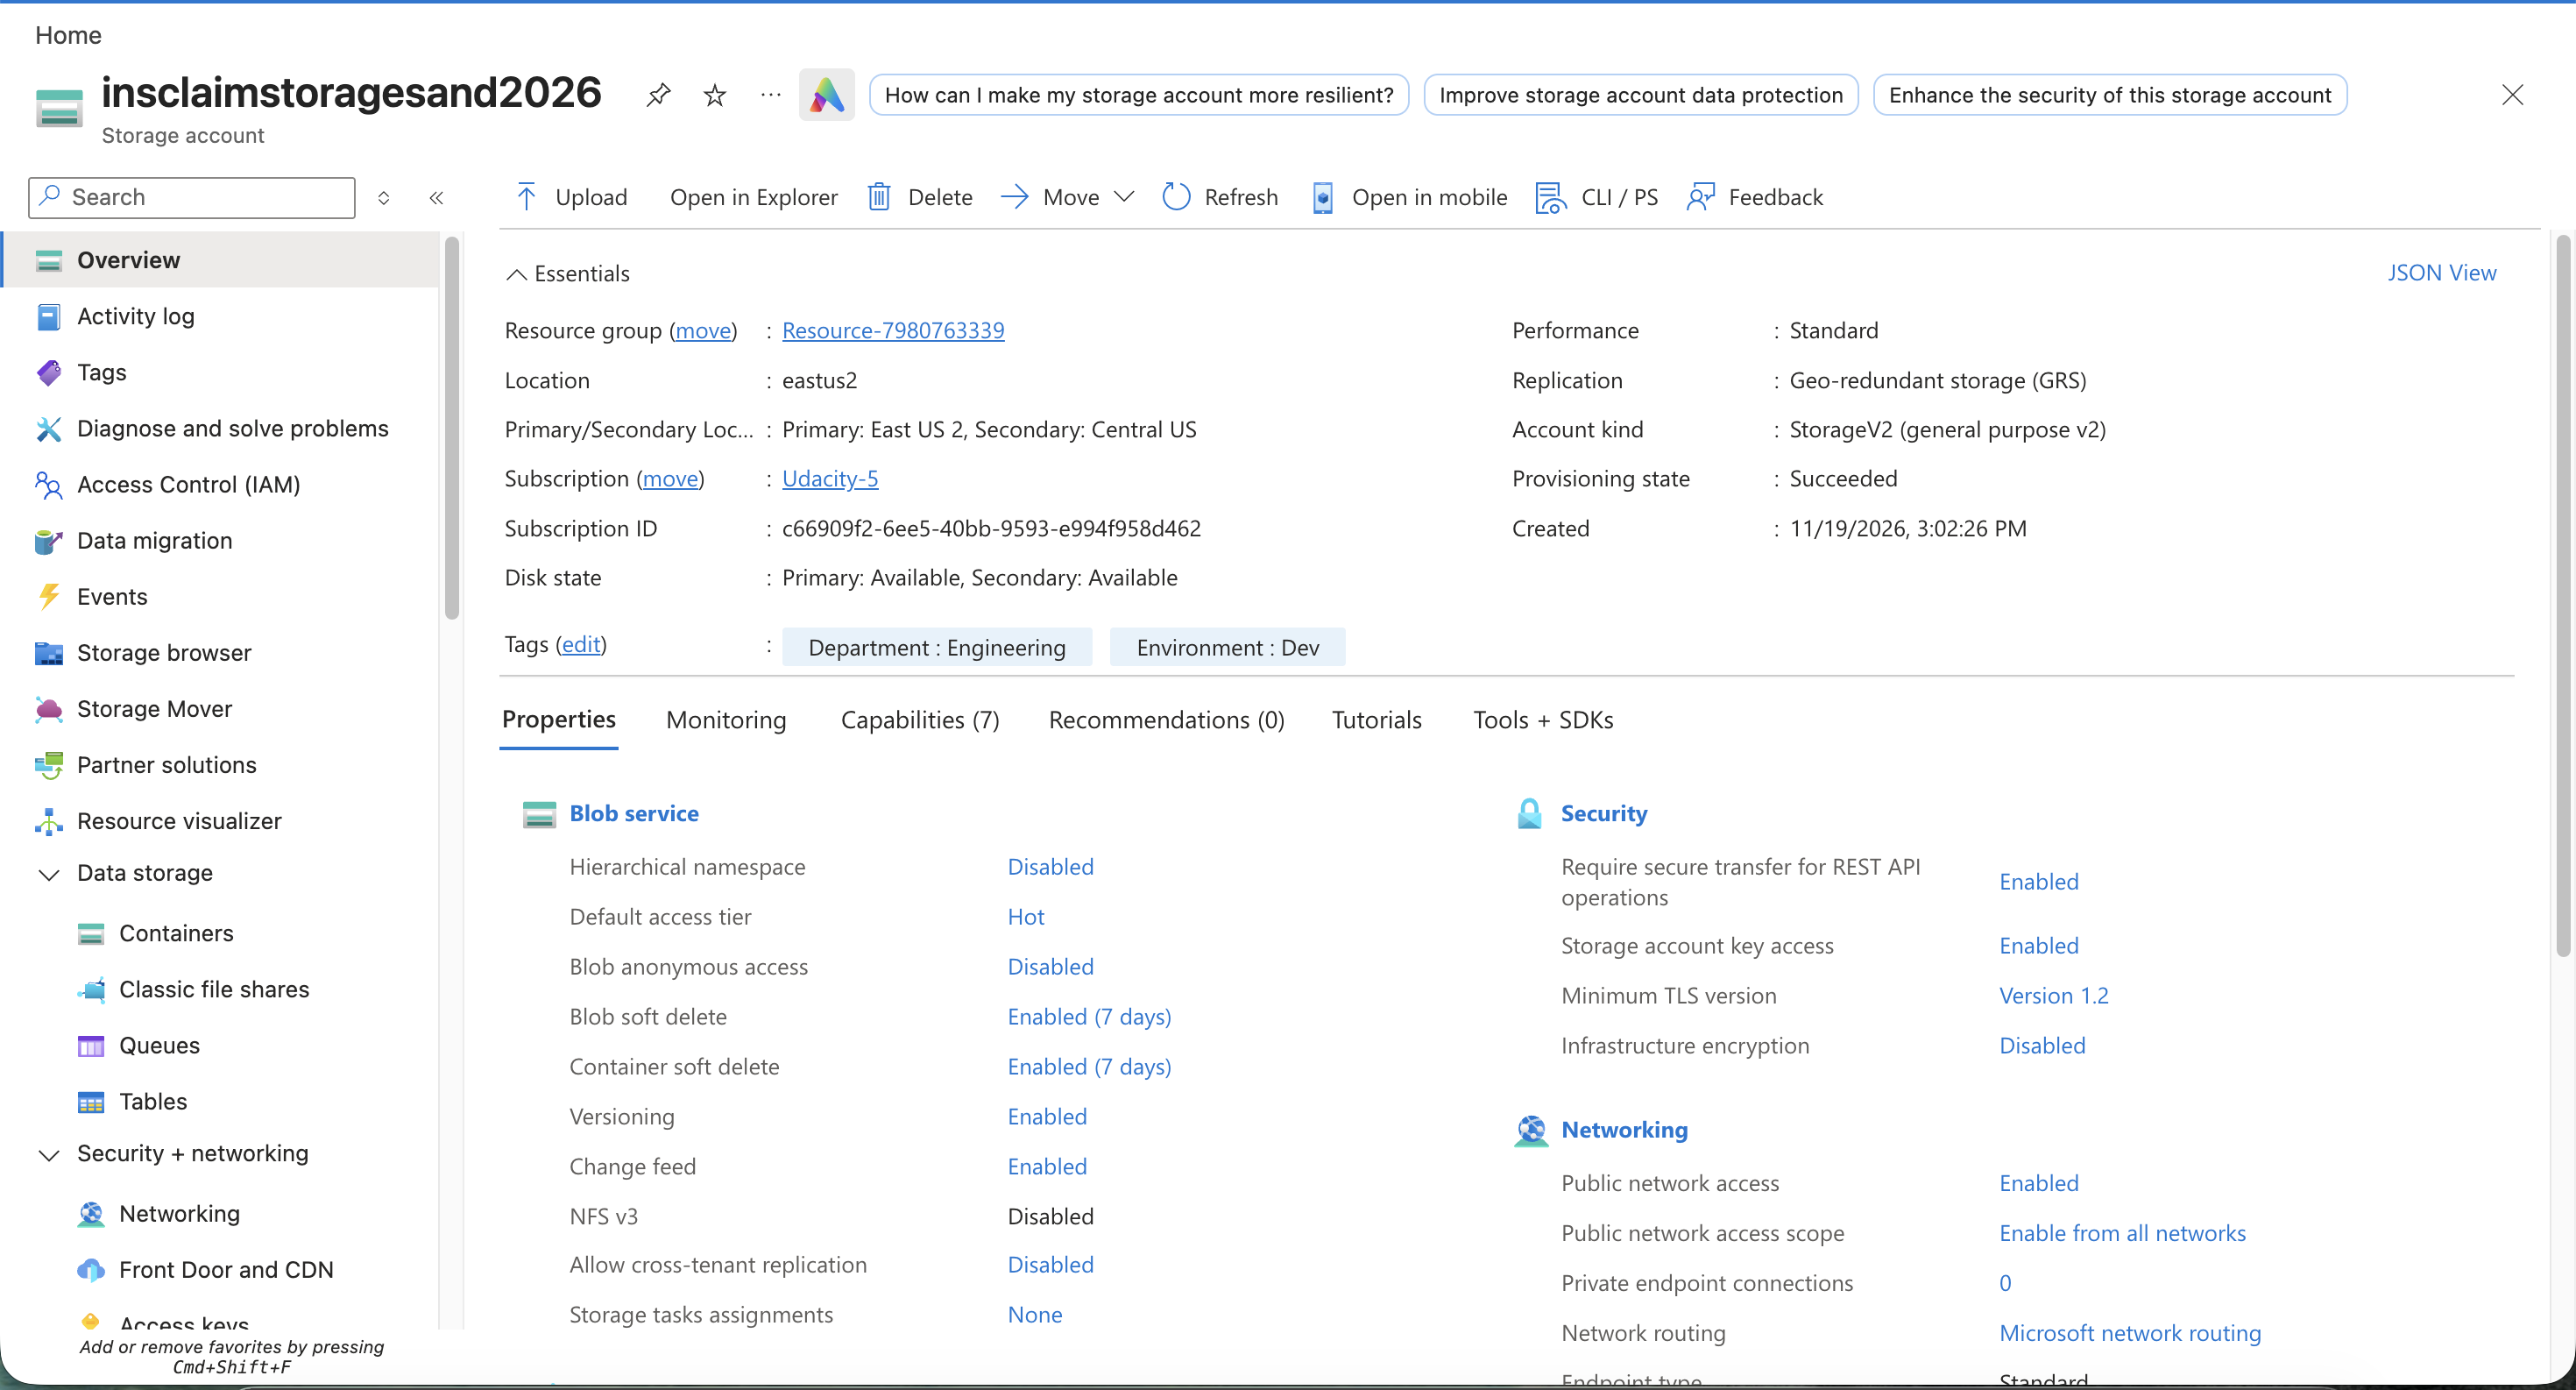 Home
insclaimstoragesand2026
Storage account
How can I make my storage account more resilient?
Improve storage account data protection
Enhance the security of this storage account
Search
Upload
Open in Explorer
Delete
Move
Refresh
Open in mobile
CLI / PS
Feedback
Overview
Activity log
Tags
Diagnose and solve problems
Access Control (IAM)
Data migration
Events
Storage browser
Storage Mover
Partner solutions
Resource visualizer
Data storage
Containers
Classic file shares
Queues
Tables
Security + networking
Networking
Front Door and CDN
Access keys
Add or remove favorites by pressing
Cmd+Shift+F
Essentials
JSON View
Resource group (move) : Resource-7980763339
Location : eastus2
Primary/Secondary Loc... : Primary: East US 2, Secondary: Central US
Subscription (move) : Udacity-5
Subscription ID : c66909f2-6ee5-40bb-9593-e994f958d462
Disk state : Primary: Available, Secondary: Available
Performance : Standard
Replication : Geo-redundant storage (GRS)
Account kind : StorageV2 (general purpose v2)
Provisioning state : Succeeded
Created : 11/19/2026, 3:02:26 PM
Tags (edit) : Department : Engineering Environment : Dev
Properties
Monitoring
Capabilities (7)
Recommendations (0)
Tutorials
Tools + SDKs
Blob service
Hierarchical namespace Disabled
Default access tier Hot
Blob anonymous access Disabled
Blob soft delete Enabled (7 days)
Container soft delete Enabled (7 days)
Versioning Enabled
Change feed Enabled
NFS v3 Disabled
Allow cross-tenant replication Disabled
Storage tasks assignments None
Security
Require secure transfer for REST API
operations Enabled
Storage account key access Enabled
Minimum TLS version Version 1.2
Infrastructure encryption Disabled
Networking
Public network access Enabled
Public network access scope Enable from all networks
Private endpoint connections 0
Network routing Microsoft network routing
Endpoint type Standard